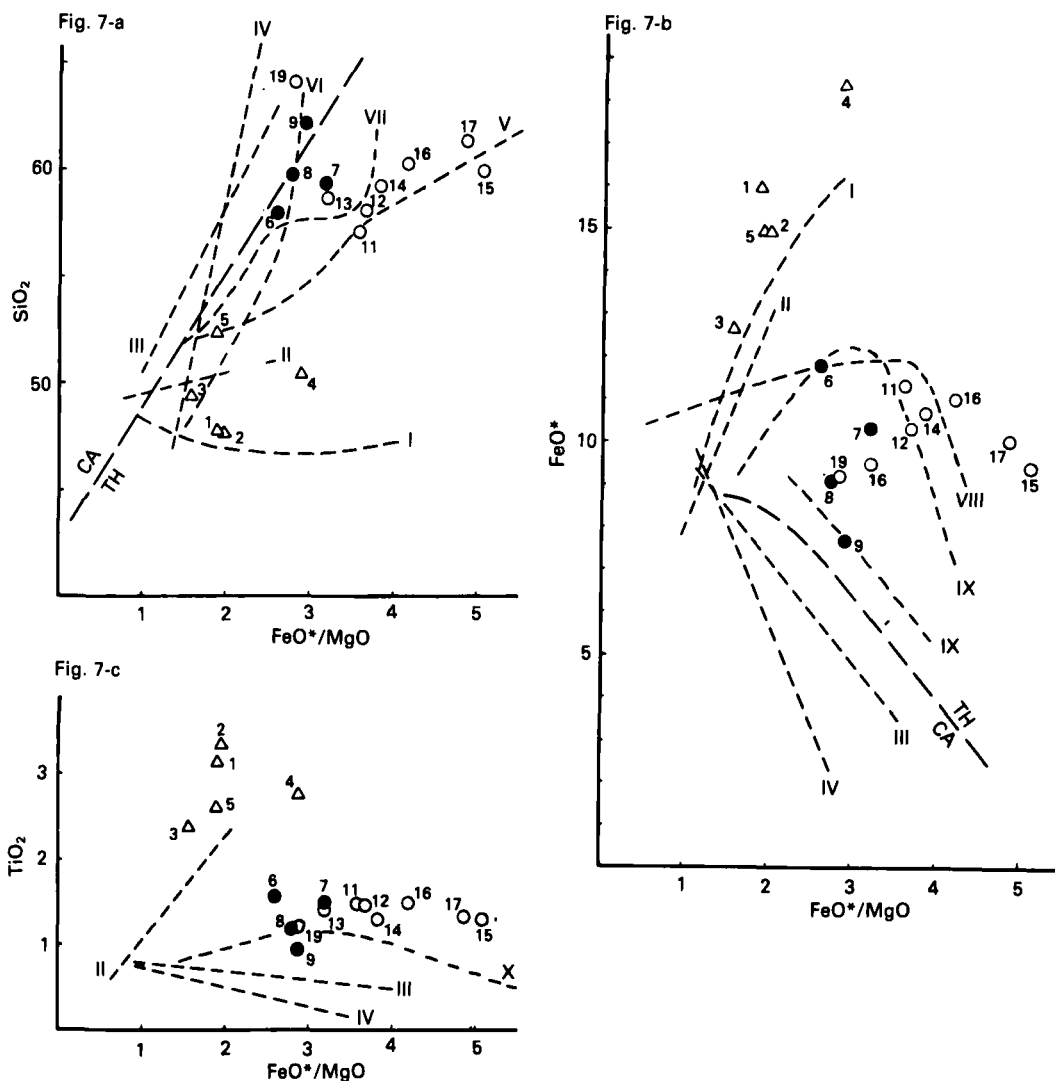 Fig. 7-a
IV
19
VI
9
VII
V
17
60
8
7
16
14
15
6
13
12
11
SiO₂
III
5
II
50
3
4
1
2
I
CA
TH
1
2
3
4
5
FeO*/MgO
Fig. 7-b
4
1
I
5
2
15
II
3
6
11
16
7
12
14
10
17
19
16
15
8
VIII
9
FeO*
IX
IX
5
TH
CA
III
IV
1
2
3
4
5
FeO*/MgO
Fig. 7-c
2
3
1
4
5
3
TiO₂
2
6
7
11
12
16
17
8
13
14
15
19
1
9
II
X
III
IV
1
2
3
4
5
FeO*/MgO